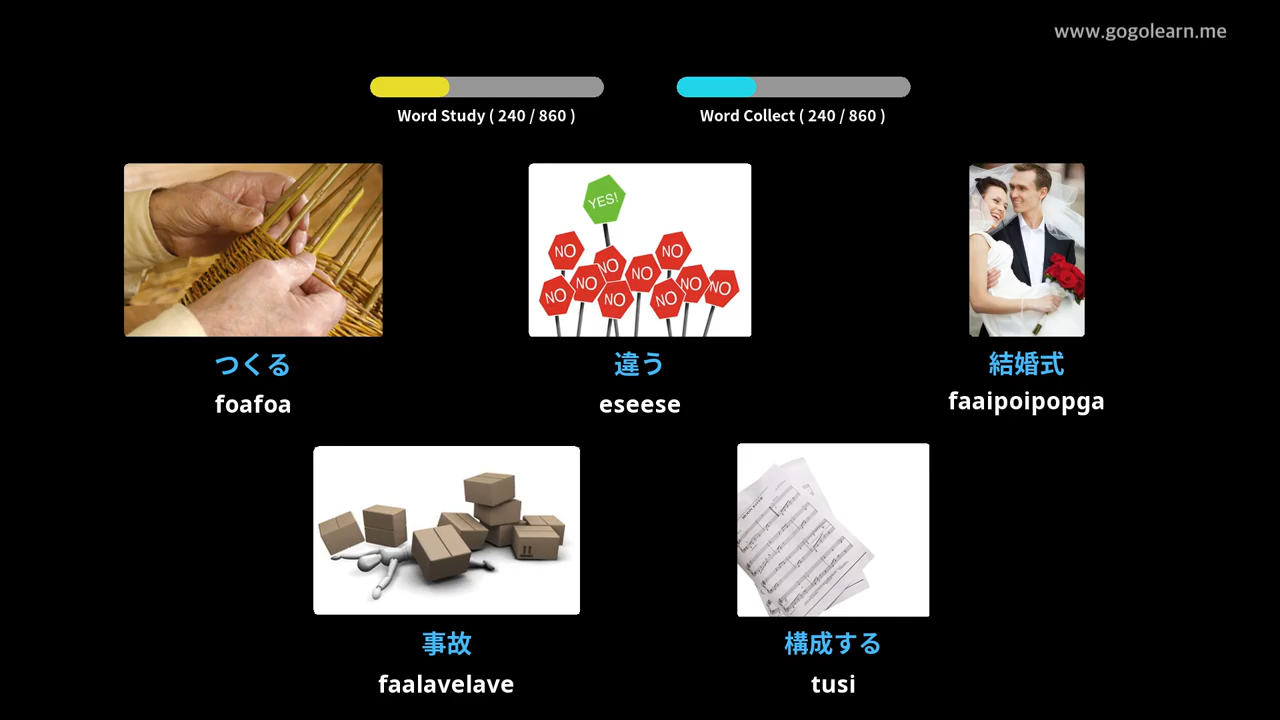 www.gogolearn.me
Word Study ( 240 / 860 )
Word Collect ( 240 / 860 )
YES!
NO
NO
NO
NO
NO
NO
NO
NO
NO
NO
つくる
foafoa
違う
eseese
結婚式
faaipoipopga
事故
faalavelave
構成する
tusi